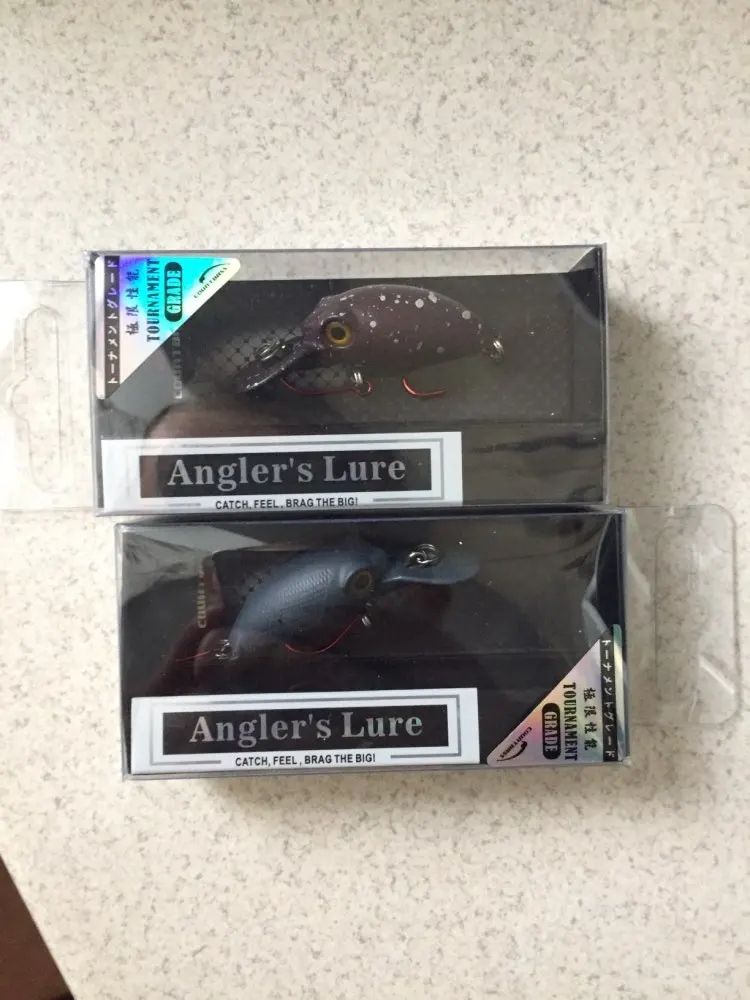 トーナメントグレード
極限性能
TOURNAMENT
GRADE
COUNTBASS
Angler's Lure
CATCH, FEEL, BRAG THE BIG!
Angler's Lure
CATCH, FEEL, BRAG THE BIG!
トーナメントグレード
極限性能
TOURNAMENT
GRADE
COUNTBASS